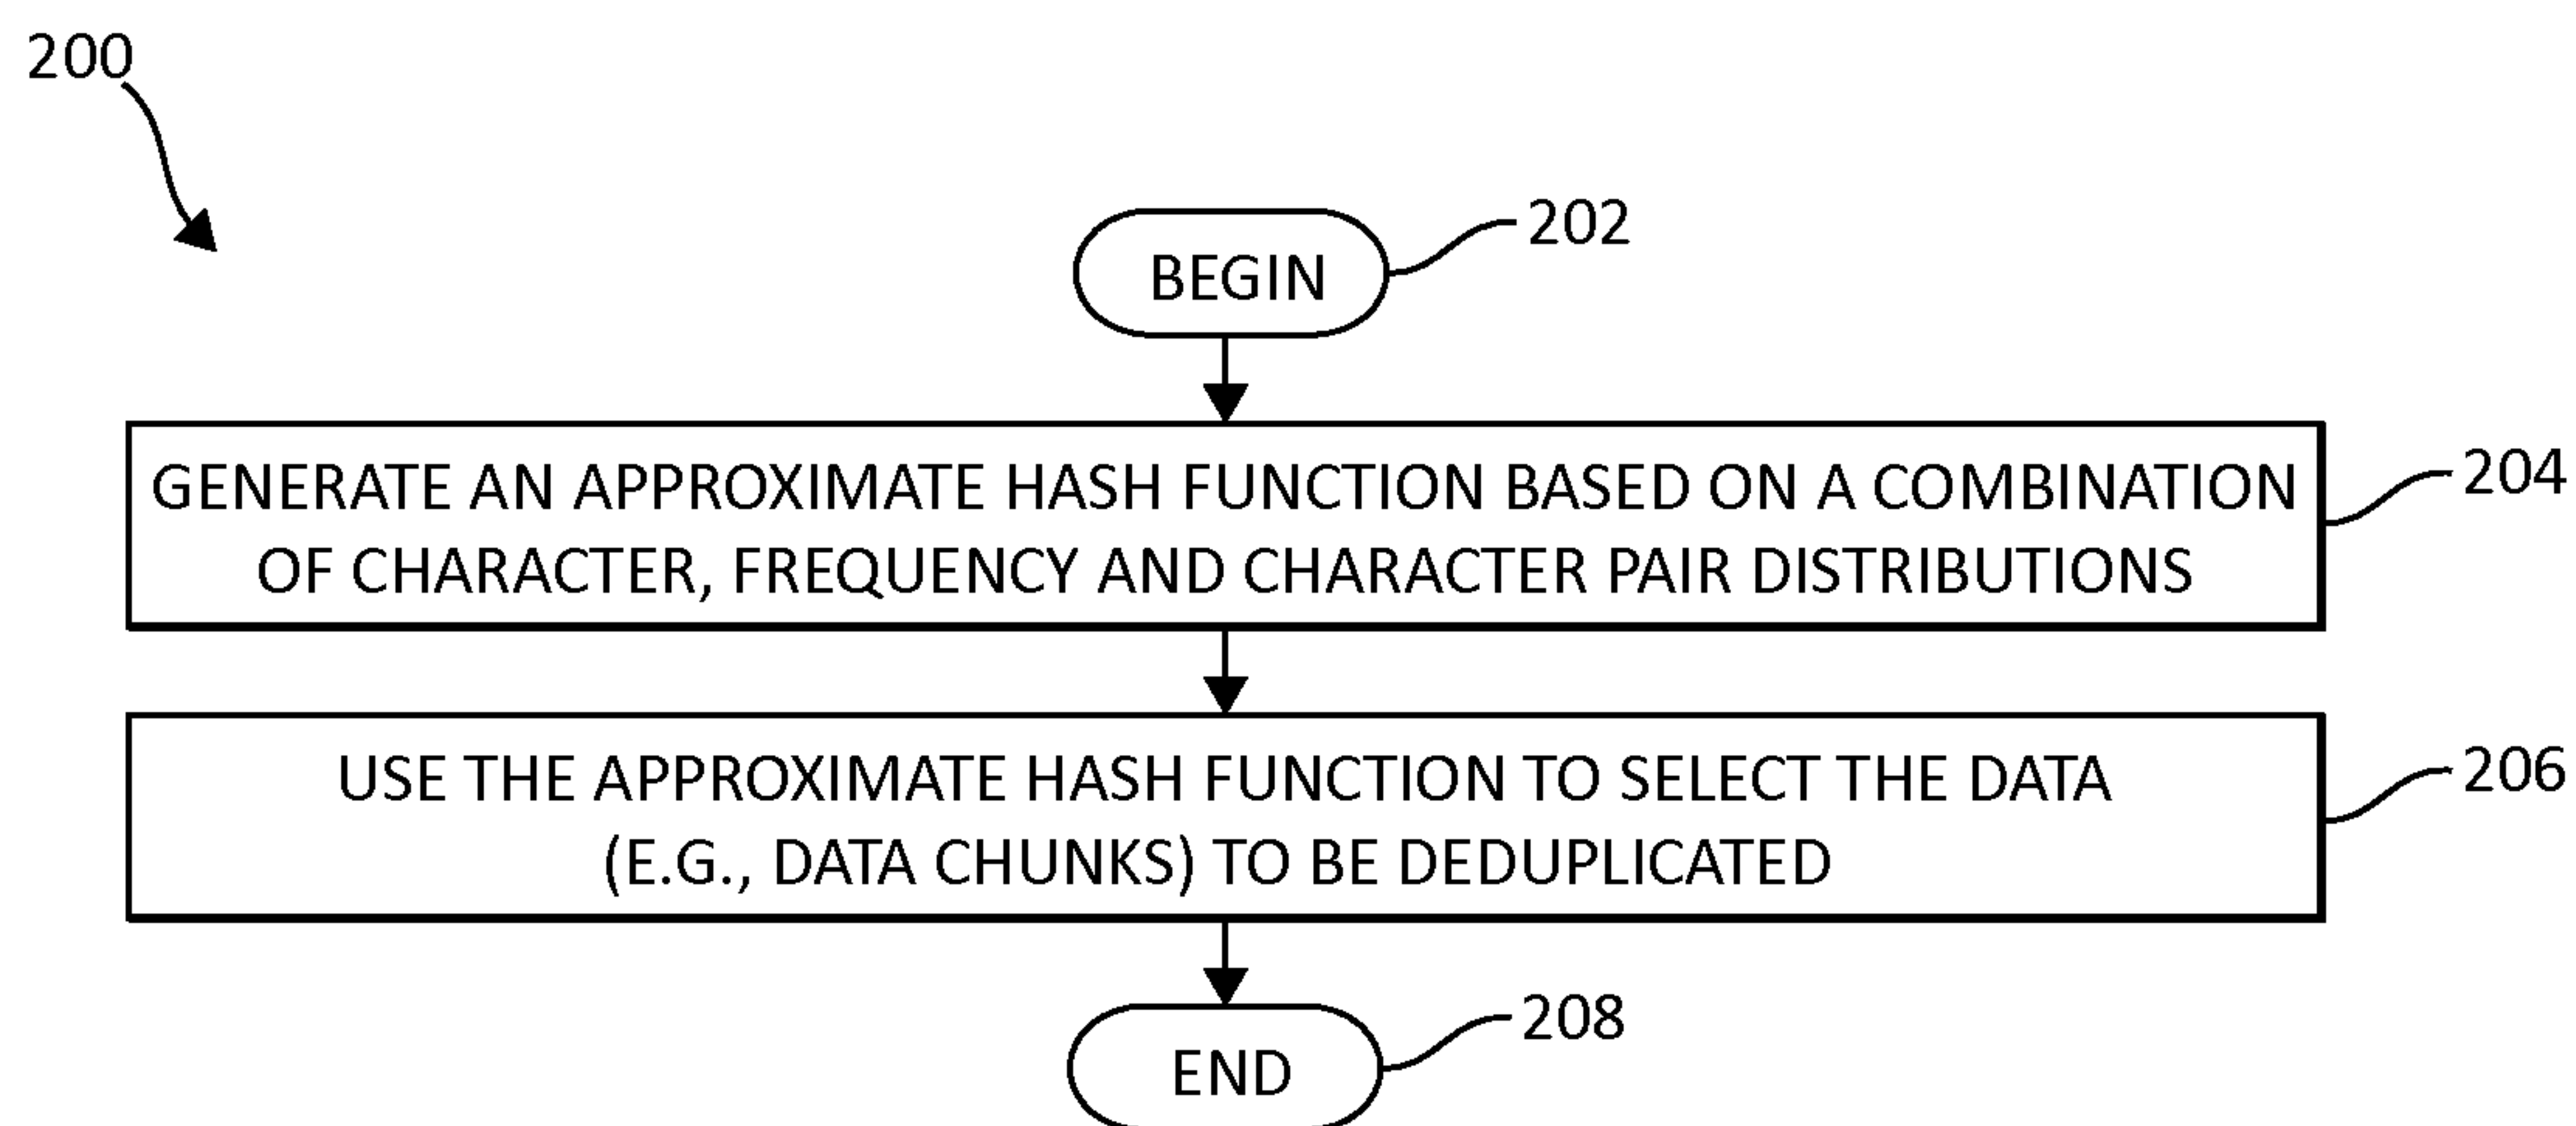 200
BEGIN
202
GENERATE AN APPROXIMATE HASH FUNCTION BASED ON A COMBINATION
OF CHARACTER, FREQUENCY AND CHARACTER PAIR DISTRIBUTIONS
204
USE THE APPROXIMATE HASH FUNCTION TO SELECT THE DATA
(E.G., DATA CHUNKS) TO BE DEDUPLICATED
206
END
208